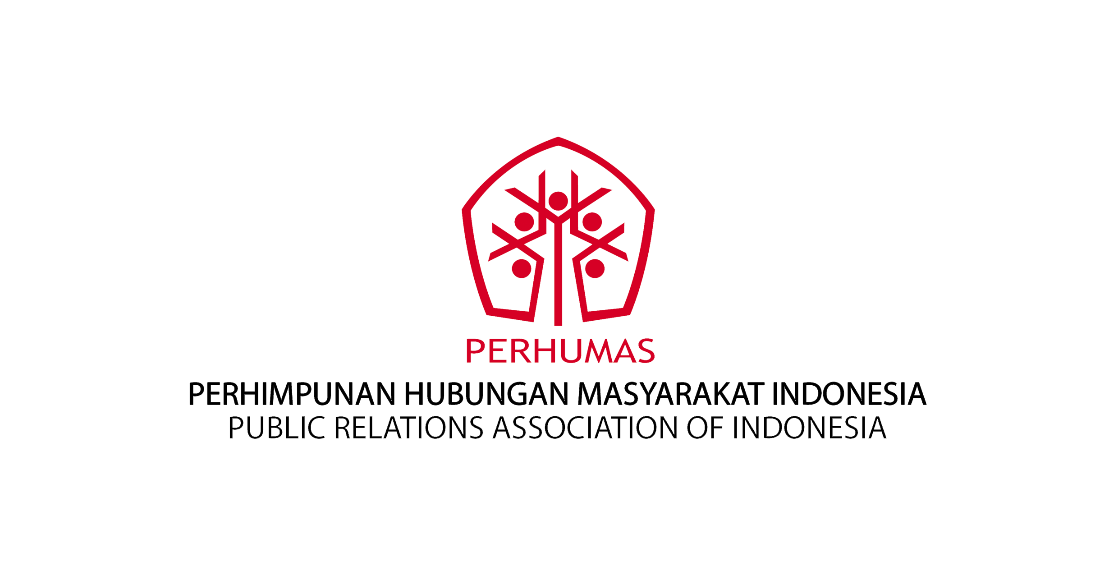 PERHUMAS
PERHIMPUNAN HUBUNGAN MASYARAKAT INDONESIA
PUBLIC RELATIONS ASSOCIATION OF INDONESIA